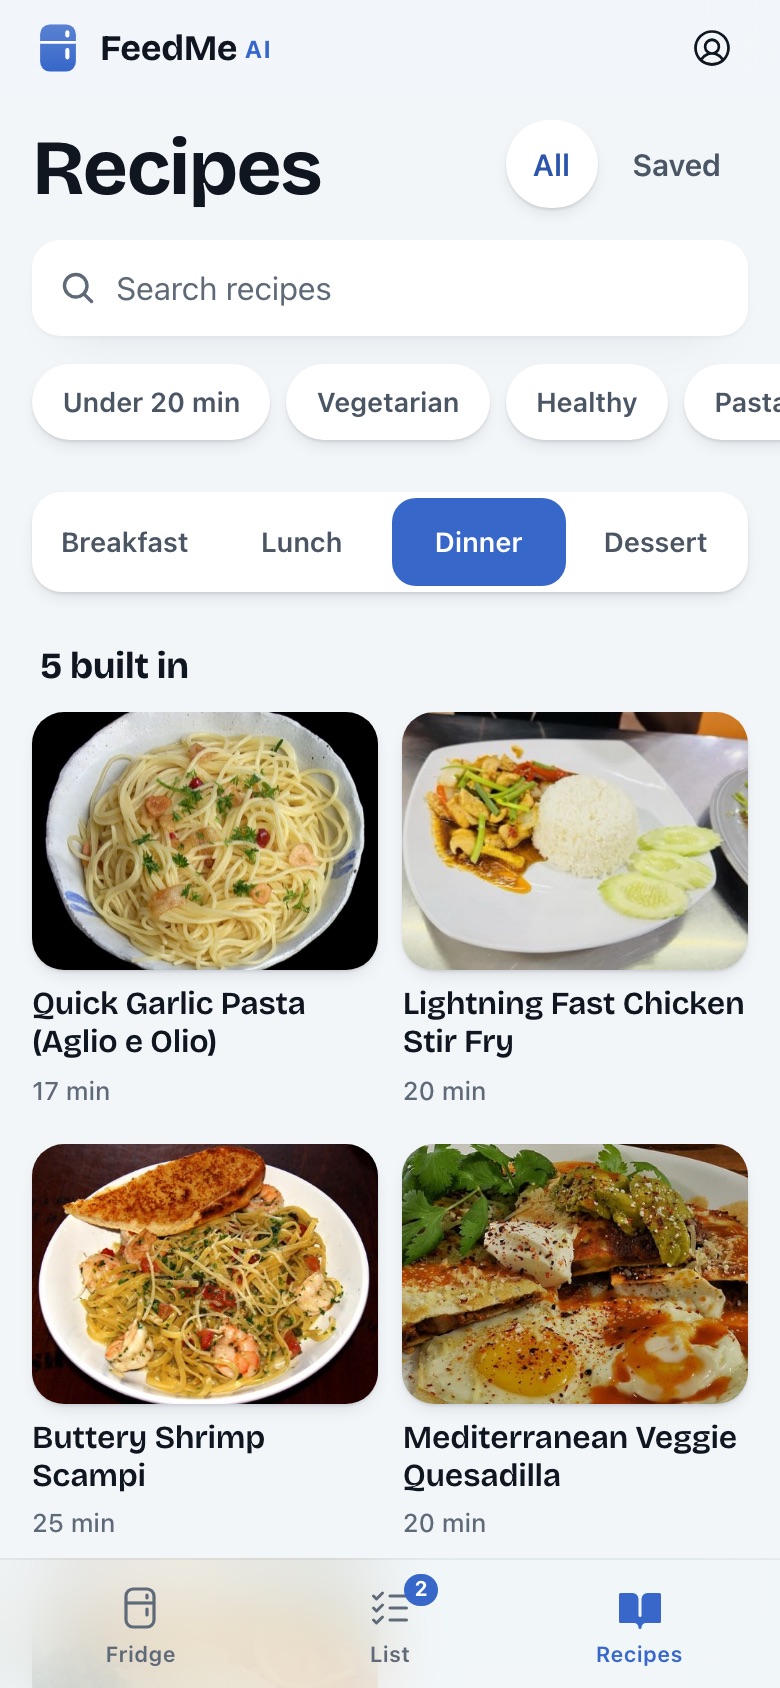 FeedMe AI
Recipes
All
Saved
Search recipes
Under 20 min
Vegetarian
Healthy
Pasta
Breakfast
Lunch
Dinner
Dessert
5 built in
Quick Garlic Pasta
(Aglio e Olio)
17 min
Lightning Fast Chicken
Stir Fry
20 min
Buttery Shrimp
Scampi
25 min
Mediterranean Veggie
Quesadilla
20 min
Fridge
2
List
Recipes